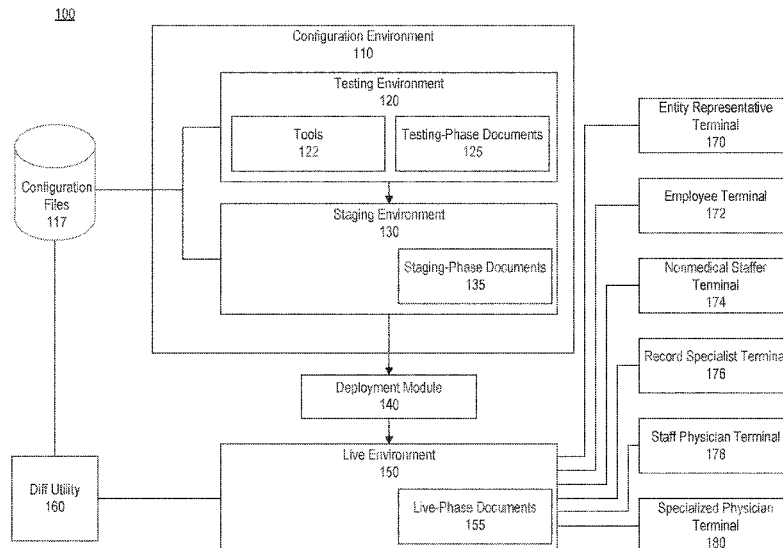 100
Configuration Environment
110
Testing Environment
120
Tools
122
Testing-Phase Documents
125
Configuration
Files
117
Staging Environment
130
Staging-Phase Documents
135
Deployment Module
140
Live Environment
150
Live-Phase Documents
155
Diff Utility
160
Entity Representative
Terminal
170
Employee Terminal
172
Nonmedical Staffer
Terminal
174
Record Specialist Terminal
176
Staff Physician Terminal
178
Specialized Physician
Terminal
180